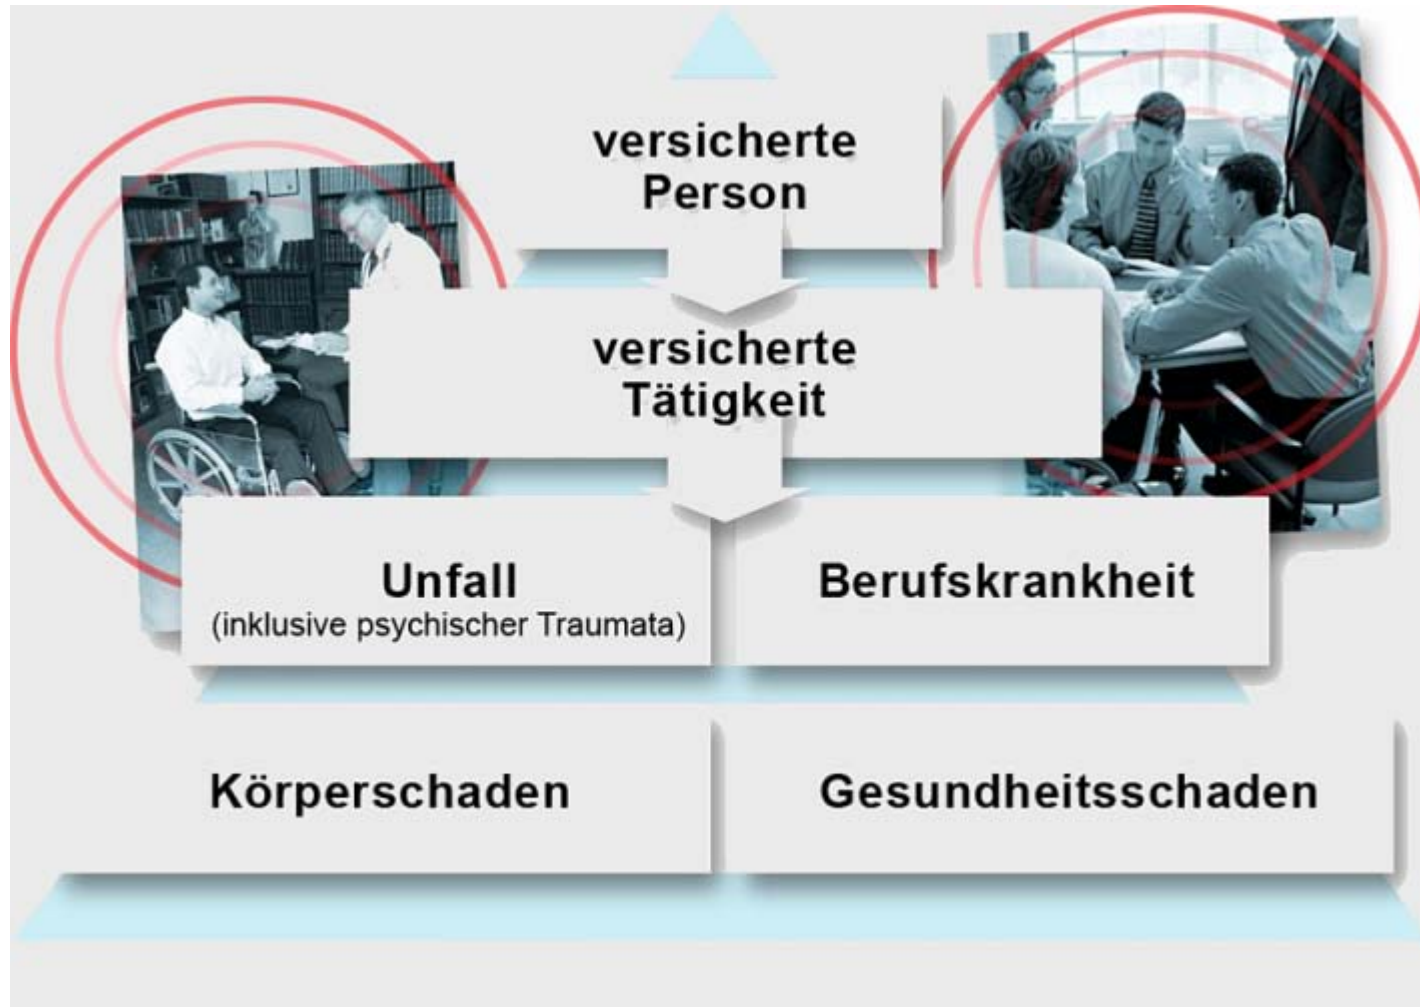 versicherte
Person
versicherte
Tätigkeit
Unfall
(inklusive psychischer Traumata)
Berufskrankheit
Körperschaden
Gesundheitsschaden